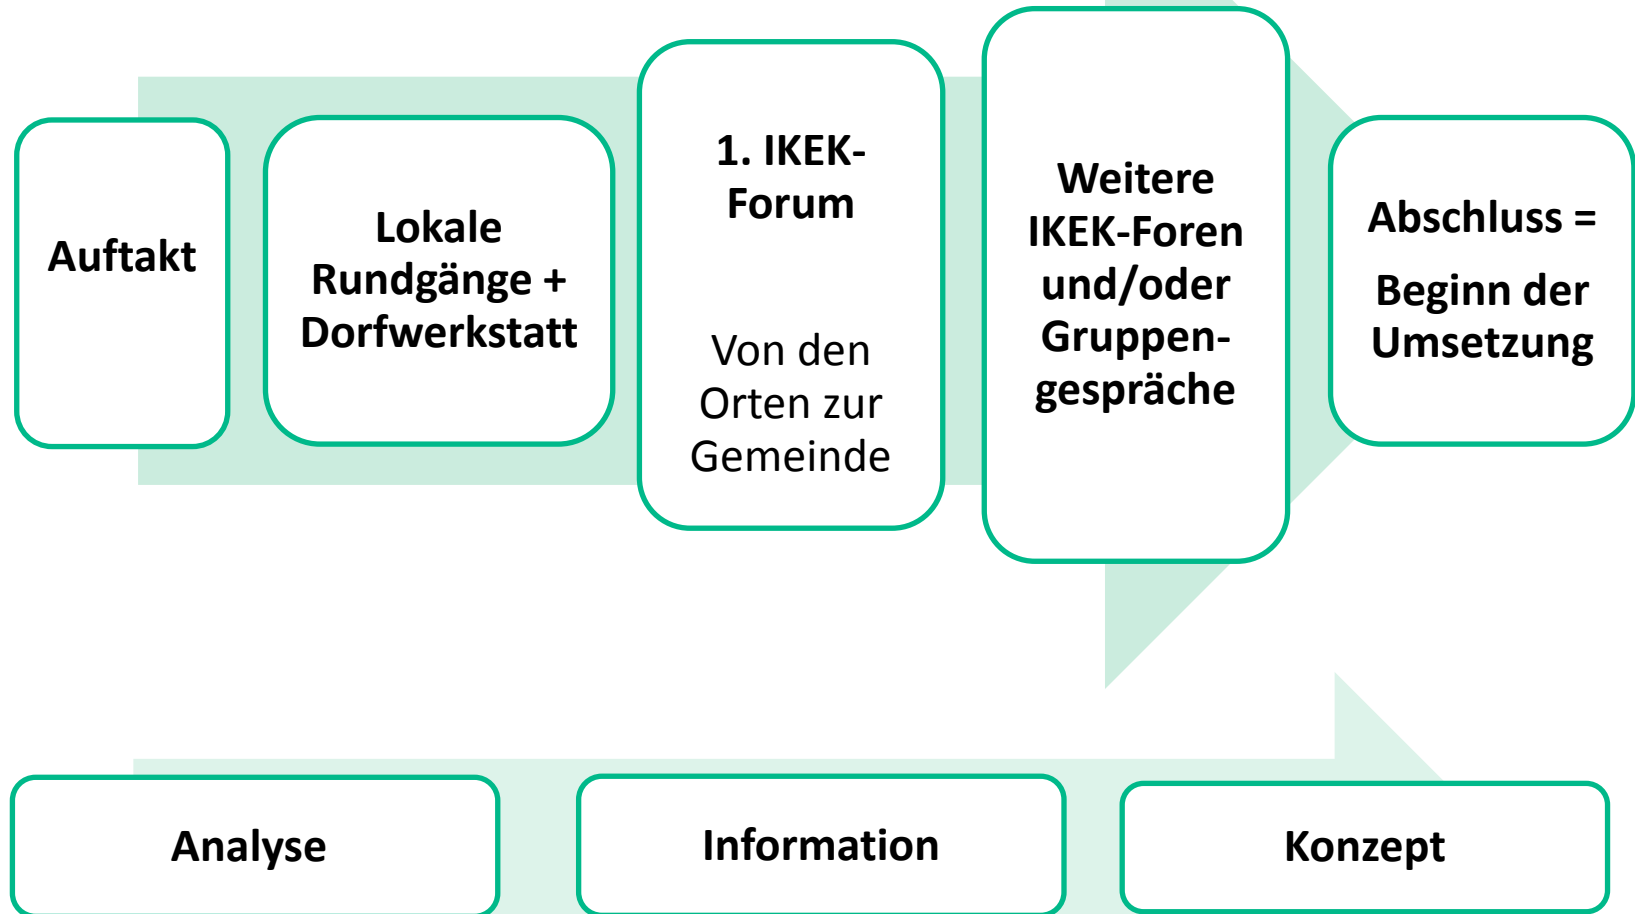 Auftakt
Lokale
Rundgänge +
Dorfwerkstatt
1. IKEK-
Forum
Von den
Orten zur
Gemeinde
Weitere
IKEK-Foren
und/oder
Gruppen-
gespräche
Abschluss =
Beginn der
Umsetzung
Analyse
Information
Konzept